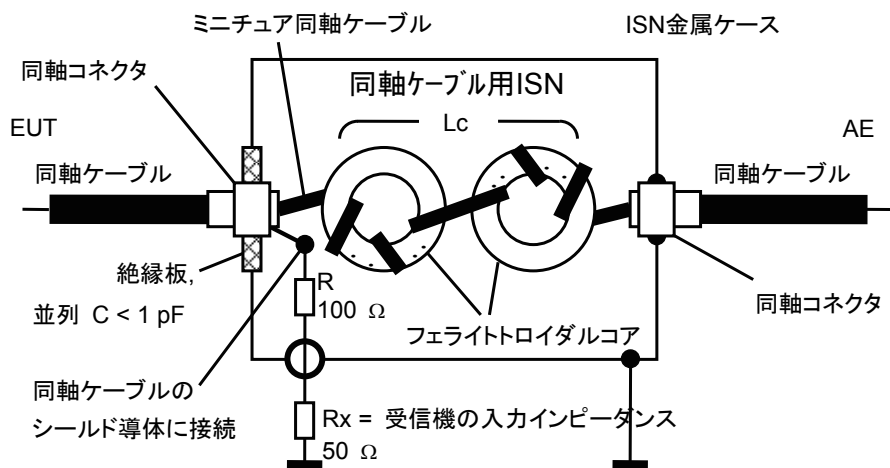 ミニチュア同軸ケーブル
ISN金属ケース
同軸コネクタ
同軸ｹｰﾌﾞﾙ用ISN
Lc
EUT
AE
同軸ケーブル
同軸ケーブル
絶縁板,
並列 C < 1 pF
R
100 Ω
フェライトトロイダルコア
同軸コネクタ
同軸ケーブルの
シールド導体に接続
Rx = 受信機の入力インピーダンス
50 Ω